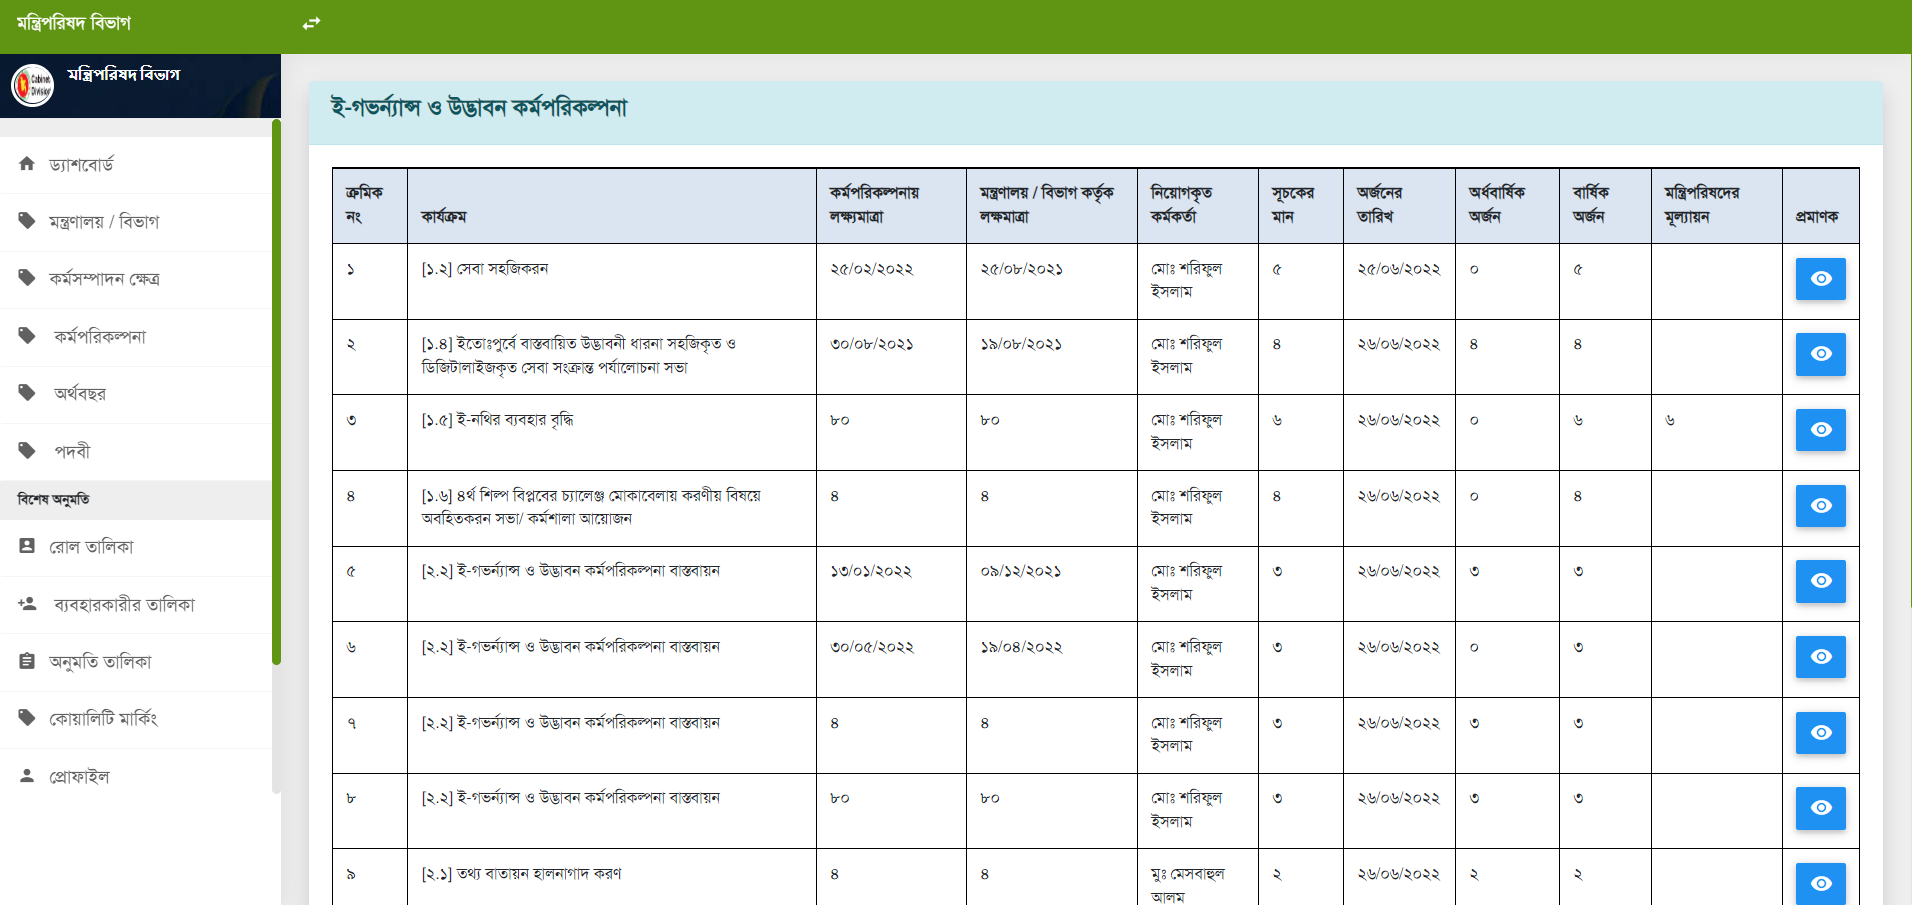 মন্ত্রিপরিষদ বিভাগ
Cabinet
Division
মন্ত্রিপরিষদ বিভাগ
ড্যাশবোর্ড
মন্ত্রণালয় / বিভাগ
কর্মসম্পাদন ক্ষেত্র
কর্মপরিকল্পনা
অর্থবছর
পদবী
বিশেষ অনুমতি
রোল তালিকা
ব্যবহারকারীর তালিকা
অনুমতি তালিকা
কোয়ালিটি মার্কিং
প্রোফাইল
ই-গভর্ন্যান্স ও উদ্ভাবন কর্মপরিকল্পনা
ক্রমিক নং কার্যক্রম কর্মপরিকল্পনায় লক্ষ্যমাত্রা মন্ত্রণালয় / বিভাগ কর্তৃক লক্ষমাত্রা নিয়োগকৃত কর্মকর্তা সূচকের মান অর্জনের তারিখ অর্ধবার্ষিক অর্জন বার্ষিক অর্জন মন্ত্রিপরিষদের মূল্যায়ন প্রমাণক
১ [১.২] সেবা সহজিকরন ২৫/০২/২০২২ ২৫/০৮/২০২১ মোঃ শরিফুল ইসলাম ৫ ২৫/০৬/২০২২ ০ ৫
২ [১.৪] ইতোঃপুর্বে বাস্তবায়িত উদ্ভাবনী ধারনা সহজিকৃত ও ডিজিটালাইজকৃত সেবা সংক্রান্ত পর্যালোচনা সভা ৩০/০৮/২০২১ ১৯/০৮/২০২১ মোঃ শরিফুল ইসলাম ৪ ২৬/০৬/২০২২ ৪ ৪
৩ [১.৫] ই-নথির ব্যবহার বৃদ্ধি ৮০ ৮০ মোঃ শরিফুল ইসলাম ৬ ২৬/০৬/২০২২ ০ ৬ ৬
৪ [১.৬] ৪র্থ শিল্প বিপ্লবের চ্যালেঞ্জ মোকাবেলায় করণীয় বিষয়ে অবহিতকরন সভা/ কর্মশালা আয়োজন ৪ ৪ মোঃ শরিফুল ইসলাম ৪ ২৬/০৬/২০২২ ০ ৪
৫ [২.২] ই-গভর্ন্যান্স ও উদ্ভাবন কর্মপরিকল্পনা বাস্তবায়ন ১৩/০১/২০২২ ০৯/১২/২০২১ মোঃ শরিফুল ইসলাম ৩ ২৬/০৬/২০২২ ৩ ৩
৬ [২.২] ই-গভর্ন্যান্স ও উদ্ভাবন কর্মপরিকল্পনা বাস্তবায়ন ৩০/০৫/২০২২ ১৯/০৪/২০২২ মোঃ শরিফুল ইসলাম ৩ ২৬/০৬/২০২২ ০ ৩
৭ [২.২] ই-গভর্ন্যান্স ও উদ্ভাবন কর্মপরিকল্পনা বাস্তবায়ন ৪ ৪ মোঃ শরিফুল ইসলাম ৩ ২৬/০৬/২০২২ ৩ ৩
৮ [২.২] ই-গভর্ন্যান্স ও উদ্ভাবন কর্মপরিকল্পনা বাস্তবায়ন ৮০ ৮০ মোঃ শরিফুল ইসলাম ৩ ২৬/০৬/২০২২ ৩ ৩
৯ [২.১] তথ্য বাতায়ন হালনাগাদ করণ ৪ ৪ মুঃ মেসবাহুল আলম ২ ২৬/০৬/২০২২ ২ ২